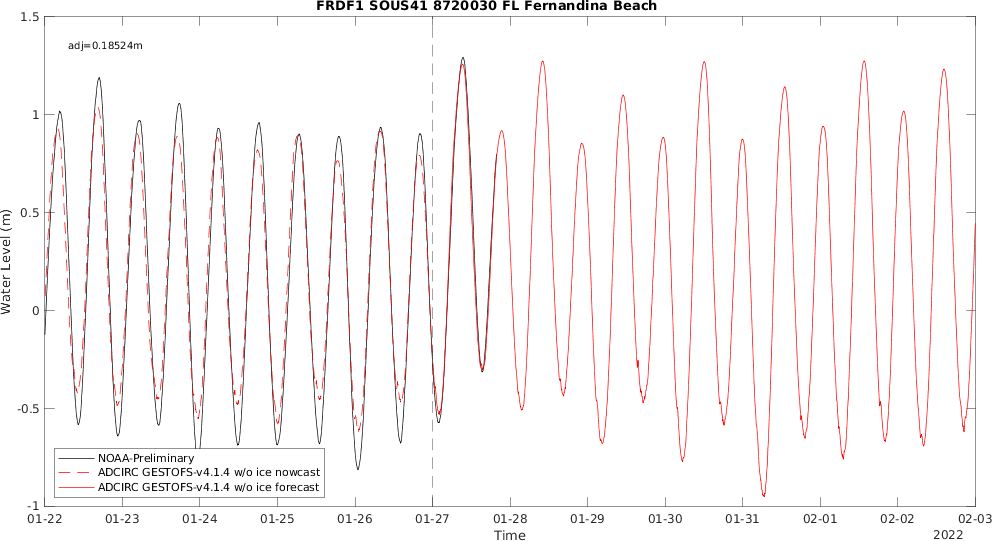 FRDF1 SOUS41 8720030 FL Fernandina Beach
1.5
adj=0.18524m
1
0.5
0
-0.5
-1
Water Level (m)
NOAA-Preliminary
ADCIRC GESTOFS-v4.1.4 w/o ice nowcast
ADCIRC GESTOFS-v4.1.4 w/o ice forecast
01-22 01-23 01-24 01-25 01-26 01-27 01-28 01-29 01-30 01-31 02-01 02-02 02-03
Time
2022